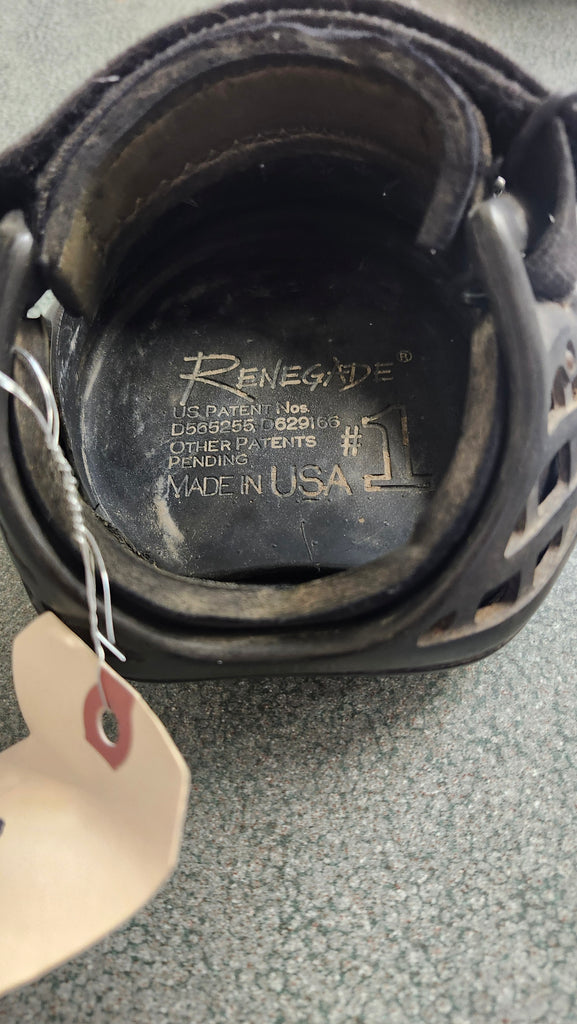 RENEGADE®
US PATENT NOS.
D565255, D629166
OTHER PATENTS
PENDING
MADE IN USA
#1